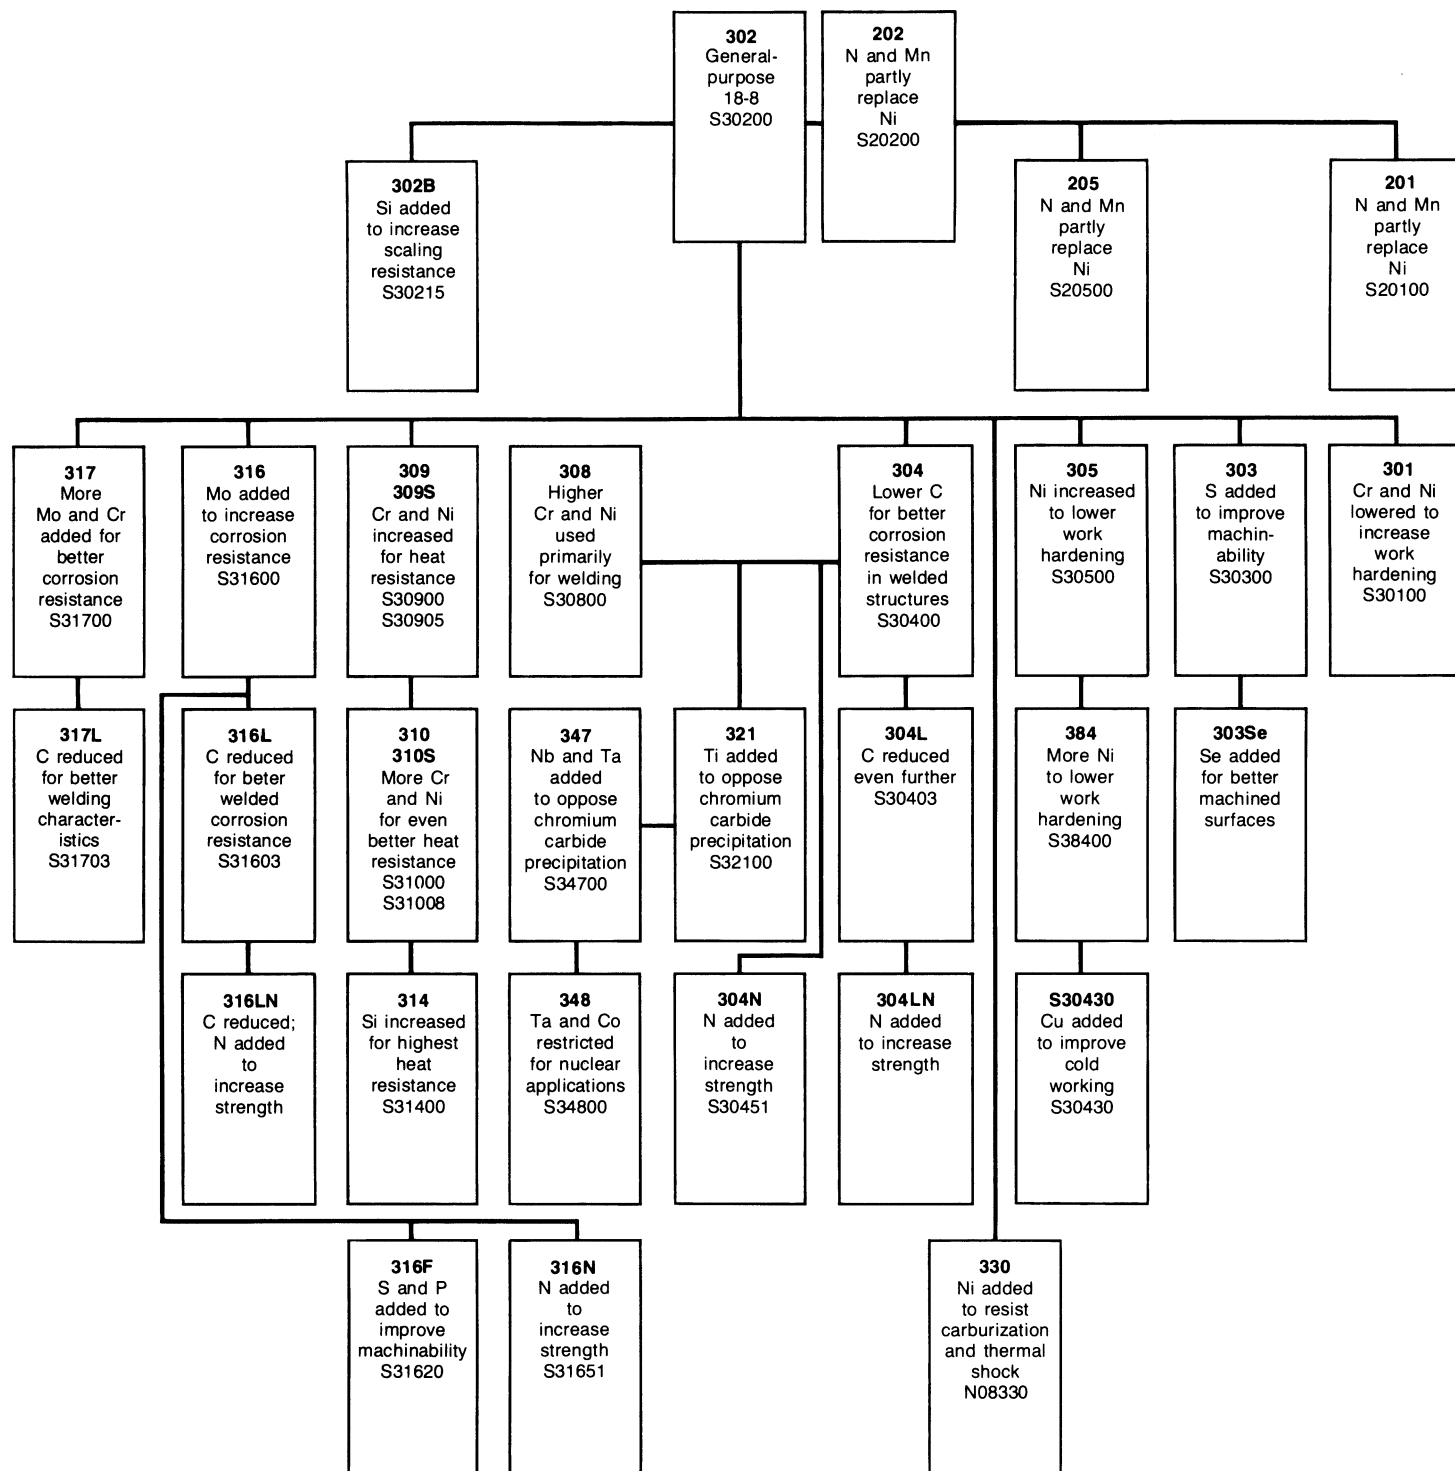 302
General-
purpose
18-8
S30200
202
N and Mn
partly
replace
Ni
S20200
302B
Si added
to increase
scaling
resistance
S30215
205
N and Mn
partly
replace
Ni
S20500
201
N and Mn
partly
replace
Ni
S20100
317
More
Mo and Cr
added for
better
corrosion
resistance
S31700
316
Mo added
to increase
corrosion
resistance
S31600
309
309S
Cr and Ni
increased
for heat
resistance
S30900
S30905
308
Higher
Cr and Ni
used
primarily
for welding
S30800
304
Lower C
for better
corrosion
resistance
in welded
structures
S30400
305
Ni increased
to lower
work
hardening
S30500
303
S added
to improve
machin-
ability
S30300
301
Cr and Ni
lowered to
increase
work
hardening
S30100
317L
C reduced
for better
welding
character-
istics
S31703
316L
C reduced
for beter
welded
corrosion
resistance
S31603
310
310S
More Cr
and Ni
for even
better heat
resistance
S31000
S31008
347
Nb and Ta
added
to oppose
chromium
carbide
precipitation
S34700
321
Ti added
to oppose
chromium
carbide
precipitation
S32100
304L
C reduced
even further
S30403
384
More Ni
to lower
work
hardening
S38400
303Se
Se added
for better
machined
surfaces
316LN
C reduced;
N added
to
increase
strength
314
Si increased
for highest
heat
resistance
S31400
348
Ta and Co
restricted
for nuclear
applications
S34800
304N
N added
to
increase
strength
S30451
304LN
N added
to increase
strength
S30430
Cu added
to improve
cold
working
S30430
316F
S and P
added to
improve
machinability
S31620
316N
N added
to
increase
strength
S31651
330
Ni added
to resist
carburization
and thermal
shock
N08330